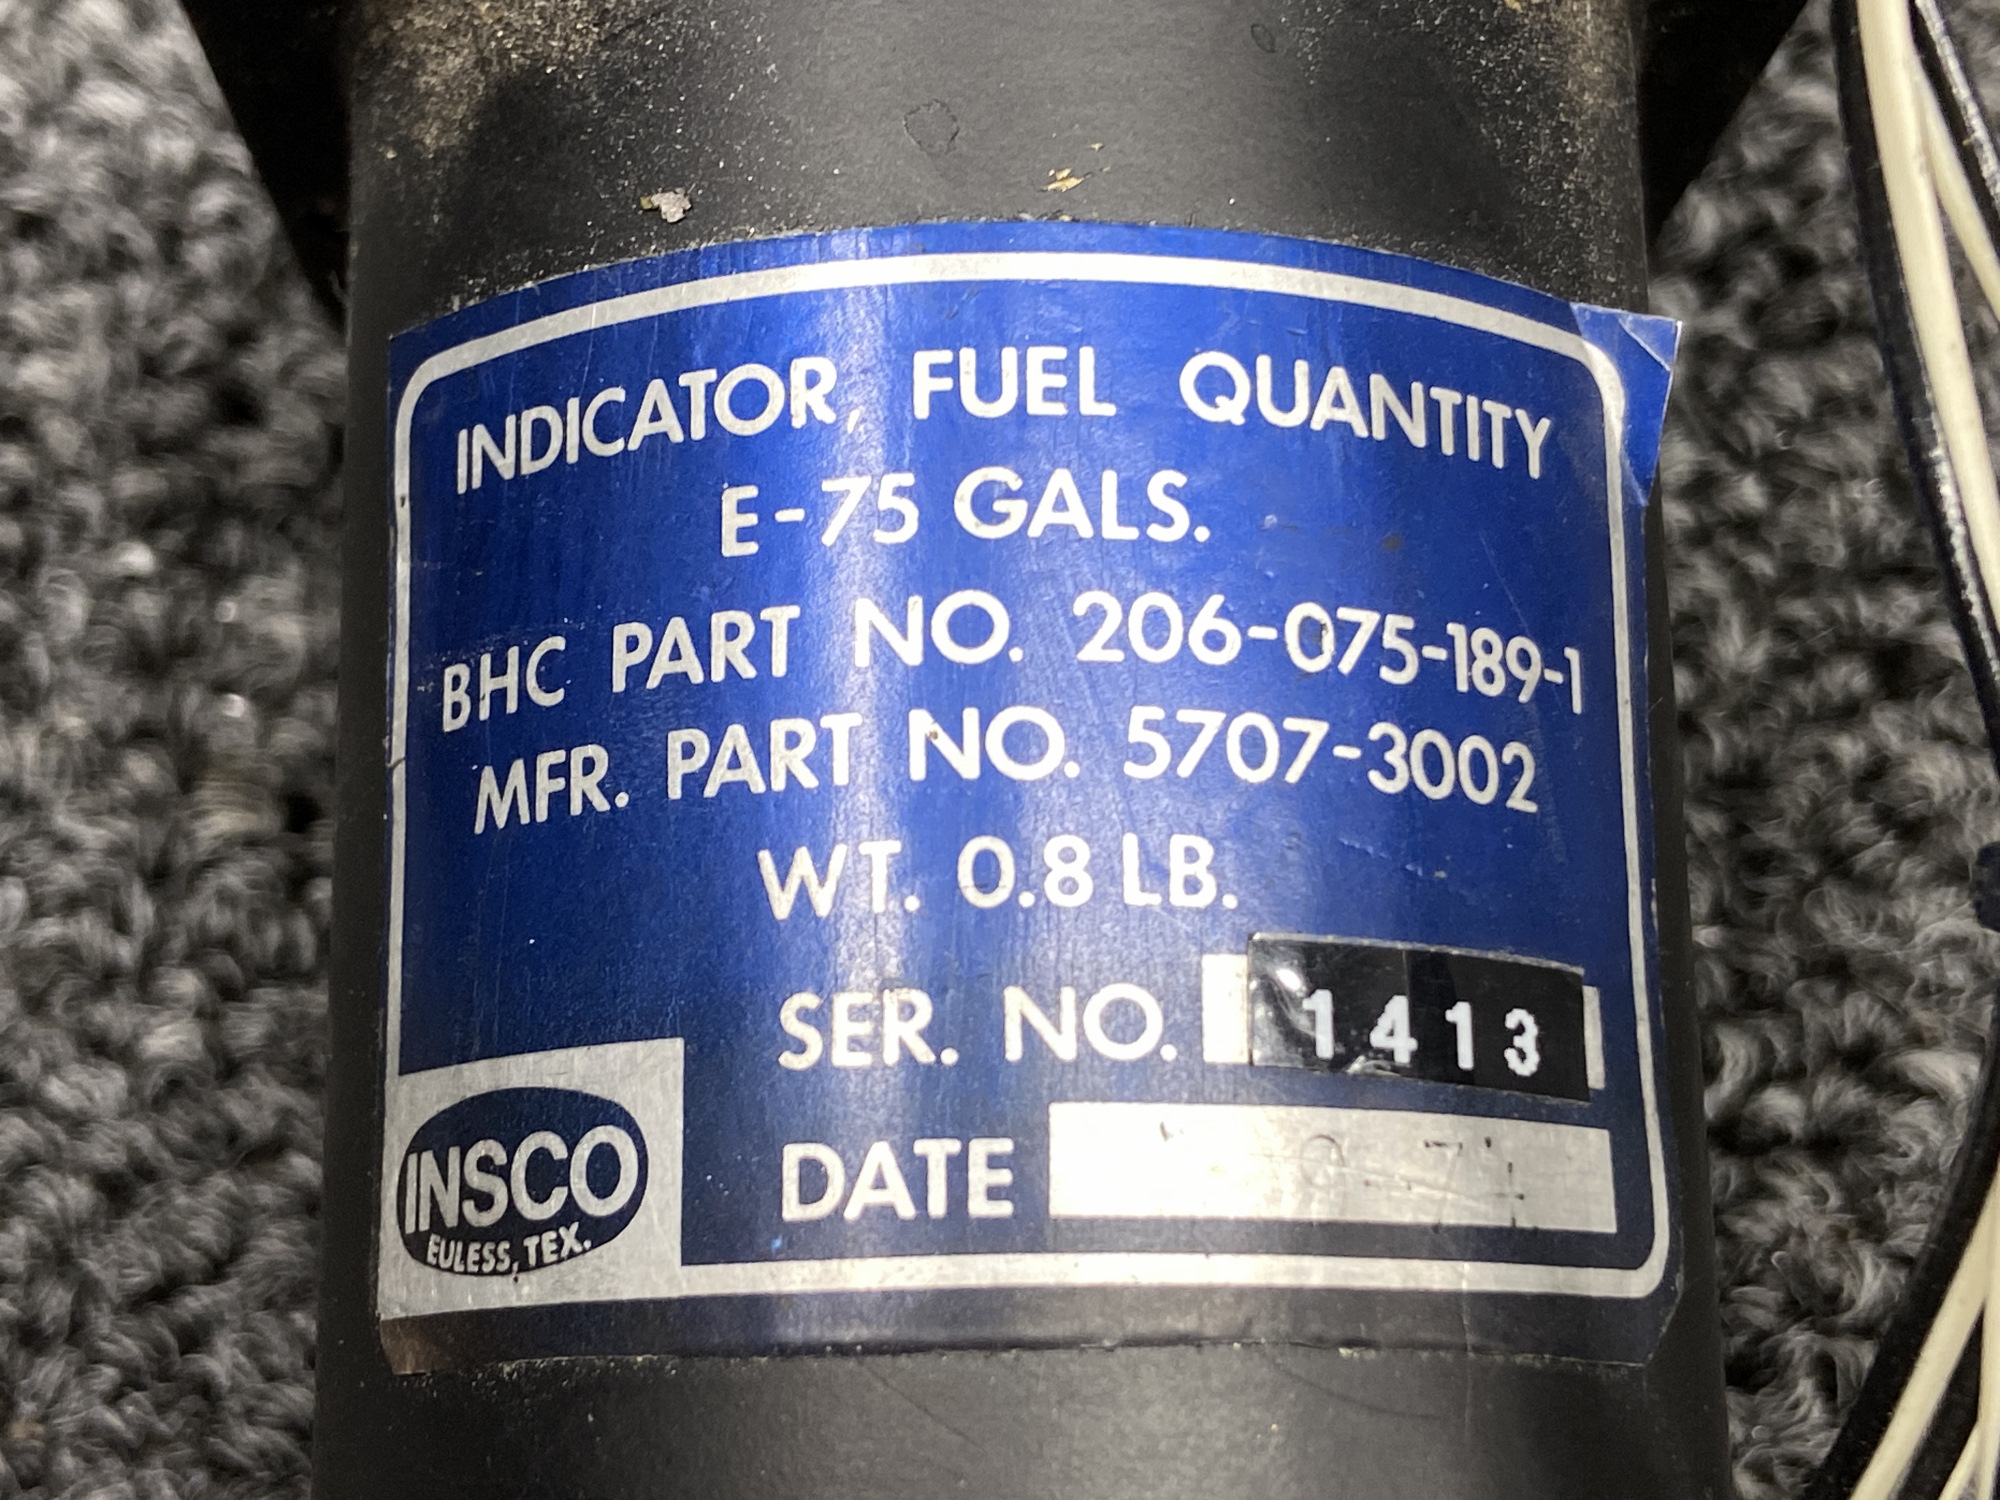 INDICATOR, FUEL QUANTITY
E-75 GALS.
BHC PART NO. 206-075-189-1
MFR. PART NO. 5707-3002
WT. 0.8 LB.
SER. NO. 1413
DATE
INSCO
EULESS, TEX.